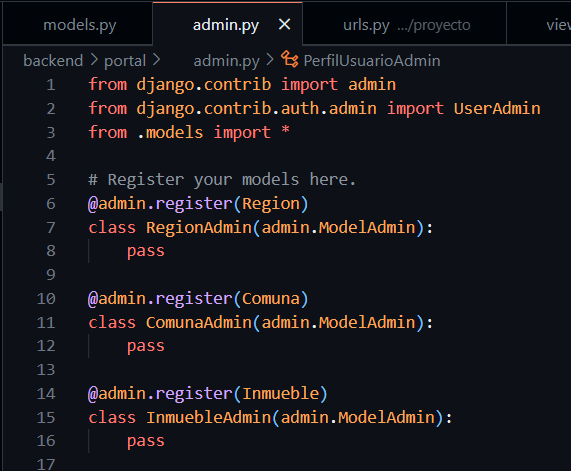 models.py admin.py × urls.py .../proyecto
backend > portal > admin.py > PerfilUsuarioAdmin
1 from django.contrib import admin
2 from django.contrib.auth.admin import UserAdmin
3 from .models import *
4
5 # Register your models here.
6 @admin.register(Region)
7 class RegionAdmin(admin.ModelAdmin):
8     pass
9
10 @admin.register(Comuna)
11 class ComunaAdmin(admin.ModelAdmin):
12     pass
13
14 @admin.register(Inmueble)
15 class InmuebleAdmin(admin.ModelAdmin):
16     pass
17